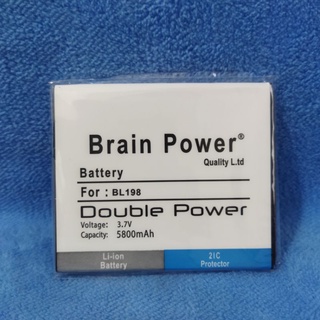 Brain Power®
Quality L.td
Battery
For : BL198
Double Power
Voltage: 3.7V
Capacity: 5800mAh
Li-ion
Battery
2IC
Protector